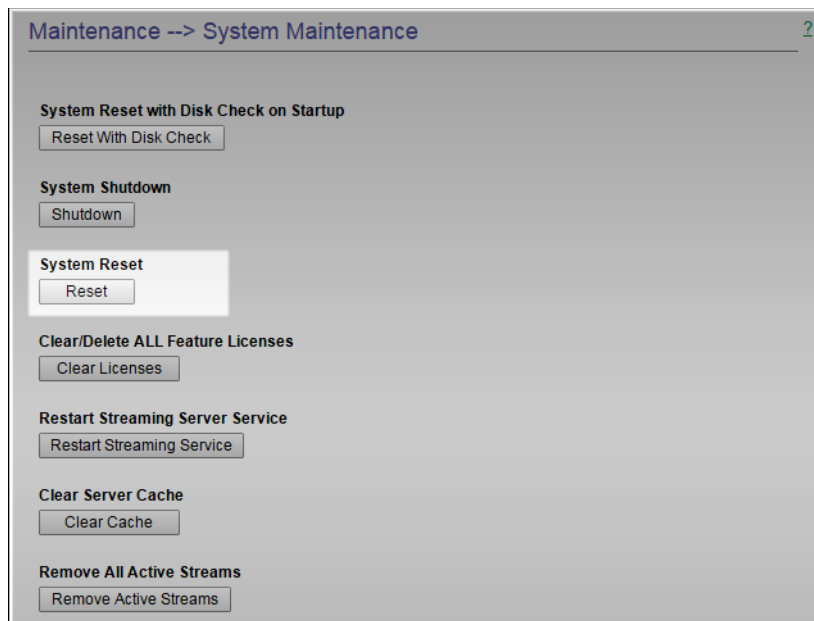 Maintenance --> System Maintenance
?
System Reset with Disk Check on Startup
Reset With Disk Check
System Shutdown
Shutdown
System Reset
Reset
Clear/Delete ALL Feature Licenses
Clear Licenses
Restart Streaming Server Service
Restart Streaming Service
Clear Server Cache
Clear Cache
Remove All Active Streams
Remove Active Streams